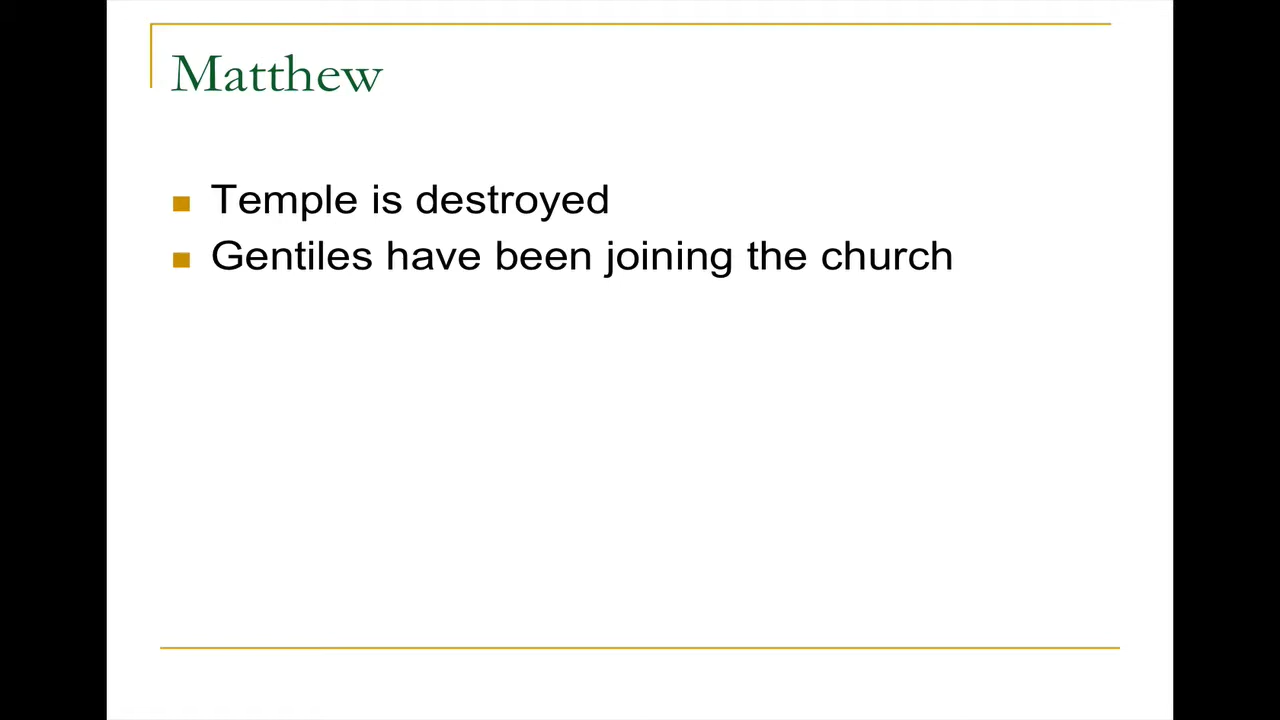 Matthew
Temple is destroyed
Gentiles have been joining the church